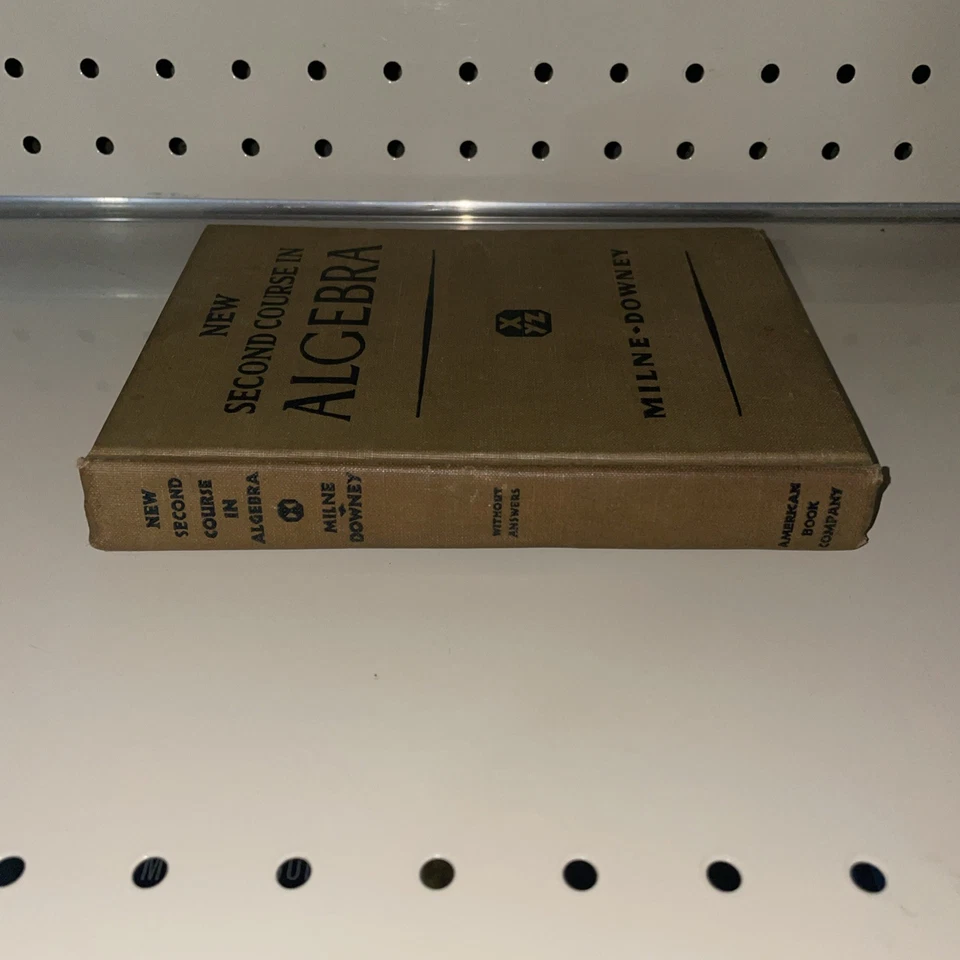 NEW
SECOND COURSE IN
ALGEBRA
X
YZ
MILNE · DOWNEY
NEW
SECOND
COURSE
IN
ALGEBRA
X
MILNE
DOWNEY
WITHOUT
ANSWERS
AMERICAN
BOOK
COMPANY